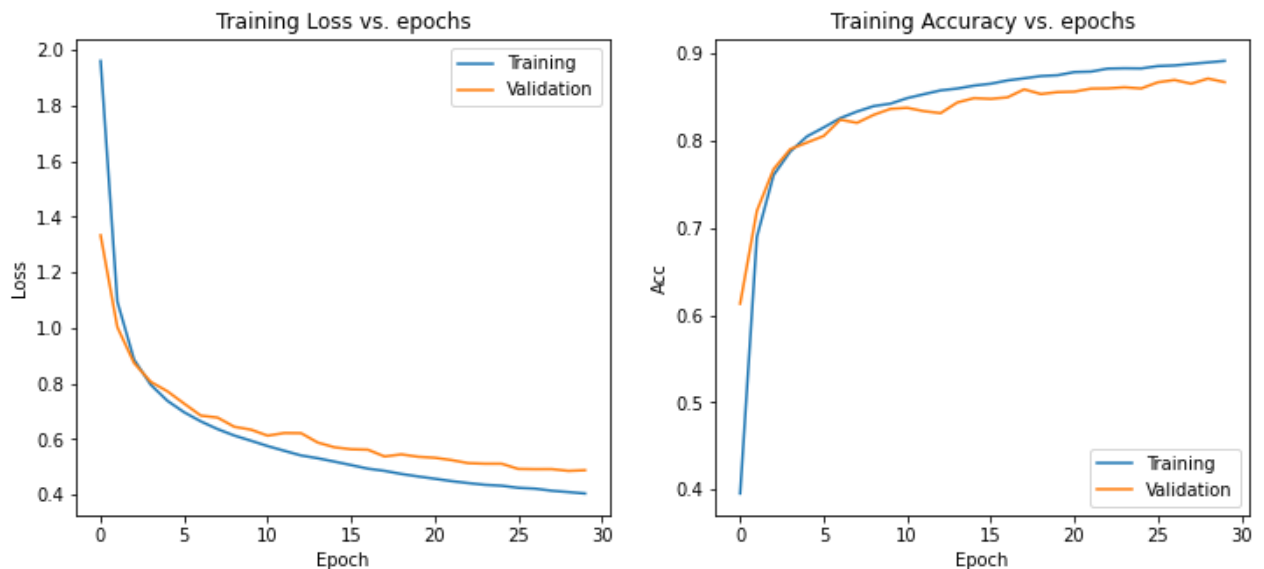 Training Loss vs. epochs
2.0
1.8
1.6
1.4
1.2
1.0
0.8
0.6
0.4
Loss
0
5
10
15
20
25
30
Epoch
Training
Validation
Training Accuracy vs. epochs
0.9
0.8
0.7
0.6
0.5
0.4
Acc
0
5
10
15
20
25
30
Epoch
Training
Validation